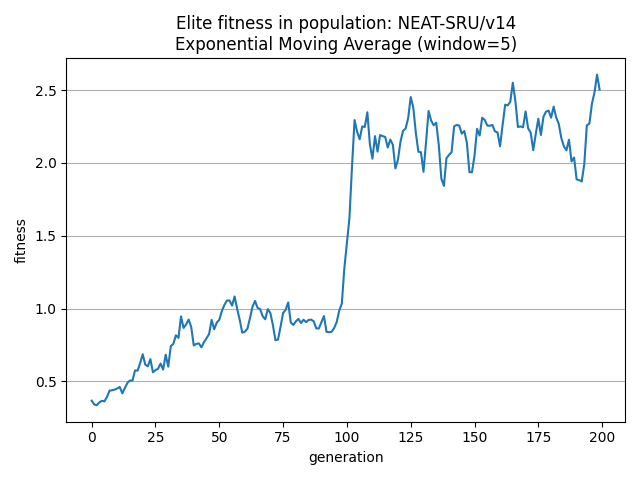 Elite fitness in population: NEAT-SRU/v14
Exponential Moving Average (window=5)
fitness
2.5
2.0
1.5
1.0
0.5
0 25 50 75 100 125 150 175 200
generation